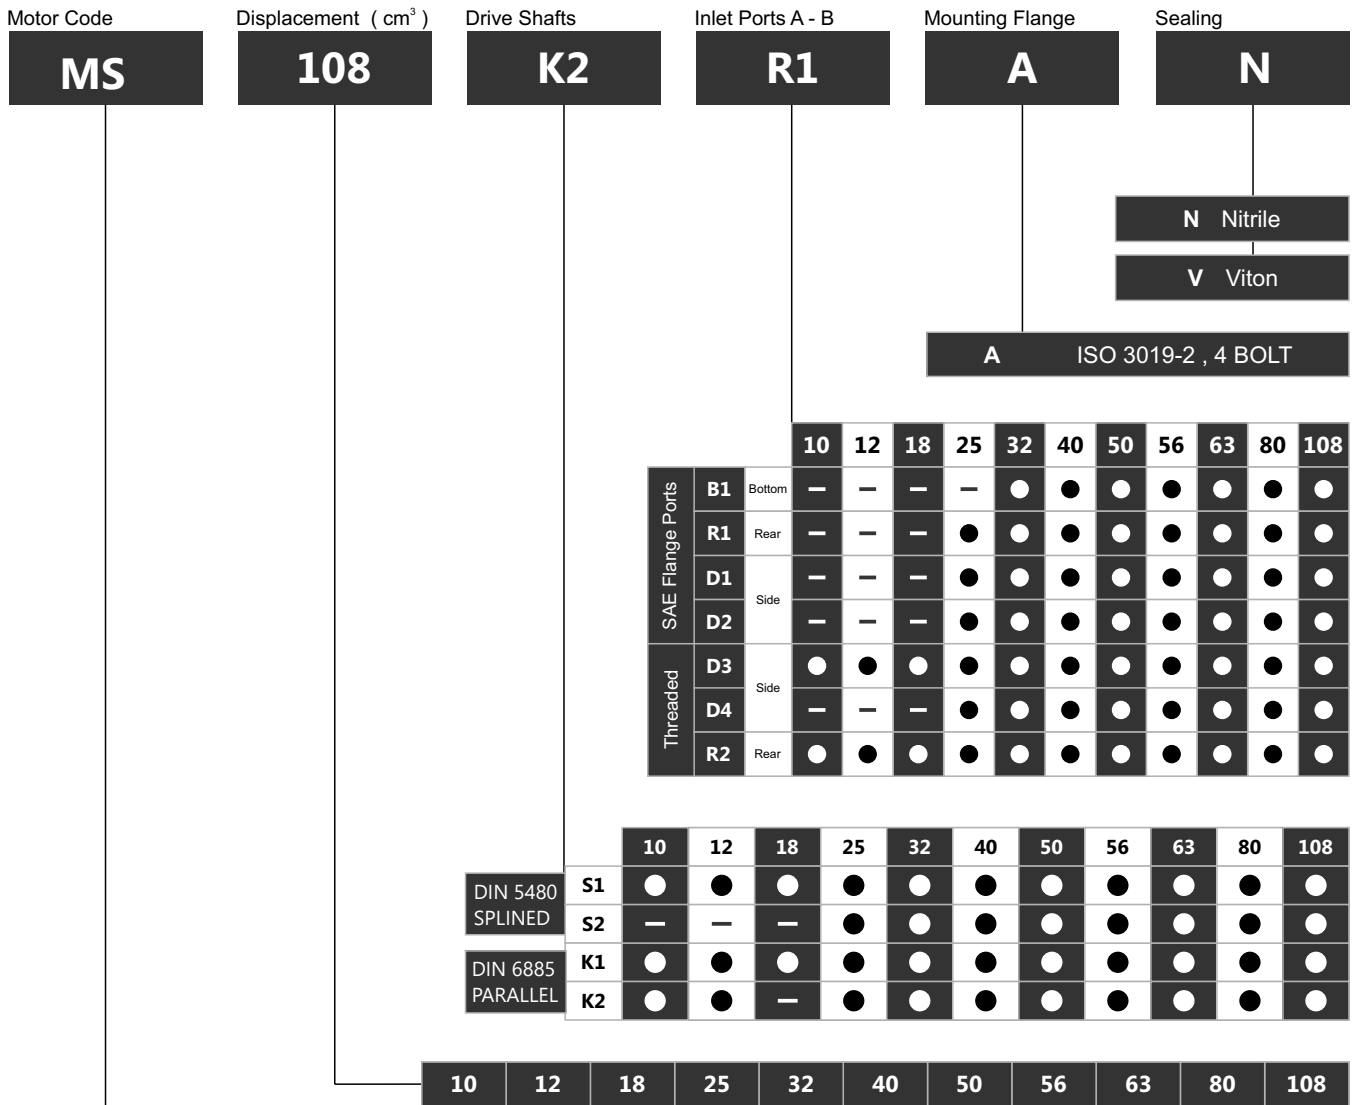 Motor Code Displacement ( cm³ ) Drive Shafts Inlet Ports A - B Mounting Flange Sealing
MS 108 K2 R1 A N
N Nitrile
V Viton
A ISO 3019-2 , 4 BOLT
10 12 18 25 32 40 50 56 63 80 108
SAE Flange Ports
B1 Bottom – – – – ● ● ● ● ● ● ●
R1 Rear – – – ● ● ● ● ● ● ● ●
D1 – – – ● ● ● ● ● ● ● ●
Side
D2 – – – ● ● ● ● ● ● ● ●
Threaded
D3 ● ● ● ● ● ● ● ● ● ● ●
Side
D4 – – – ● ● ● ● ● ● ● ●
R2 Rear ● ● ● ● ● ● ● ● ● ● ●
10 12 18 25 32 40 50 56 63 80 108
DIN 5480
SPLINED
S1 ● ● ● ● ● ● ● ● ● ● ●
S2 – – – ● ● ● ● ● ● ● ●
DIN 6885
PARALLEL
K1 ● ● ● ● ● ● ● ● ● ● ●
K2 ● ● – ● ● ● ● ● ● ● ●
10 12 18 25 32 40 50 56 63 80 108